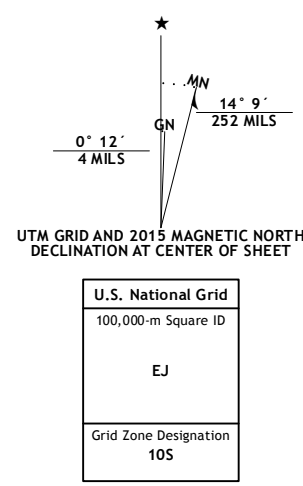 MN
GN
14° 9´
252 MILS
0° 12´
4 MILS
UTM GRID AND 2015 MAGNETIC NORTH
DECLINATION AT CENTER OF SHEET
U.S. National Grid
100,000-m Square ID
EJ
Grid Zone Designation
10S